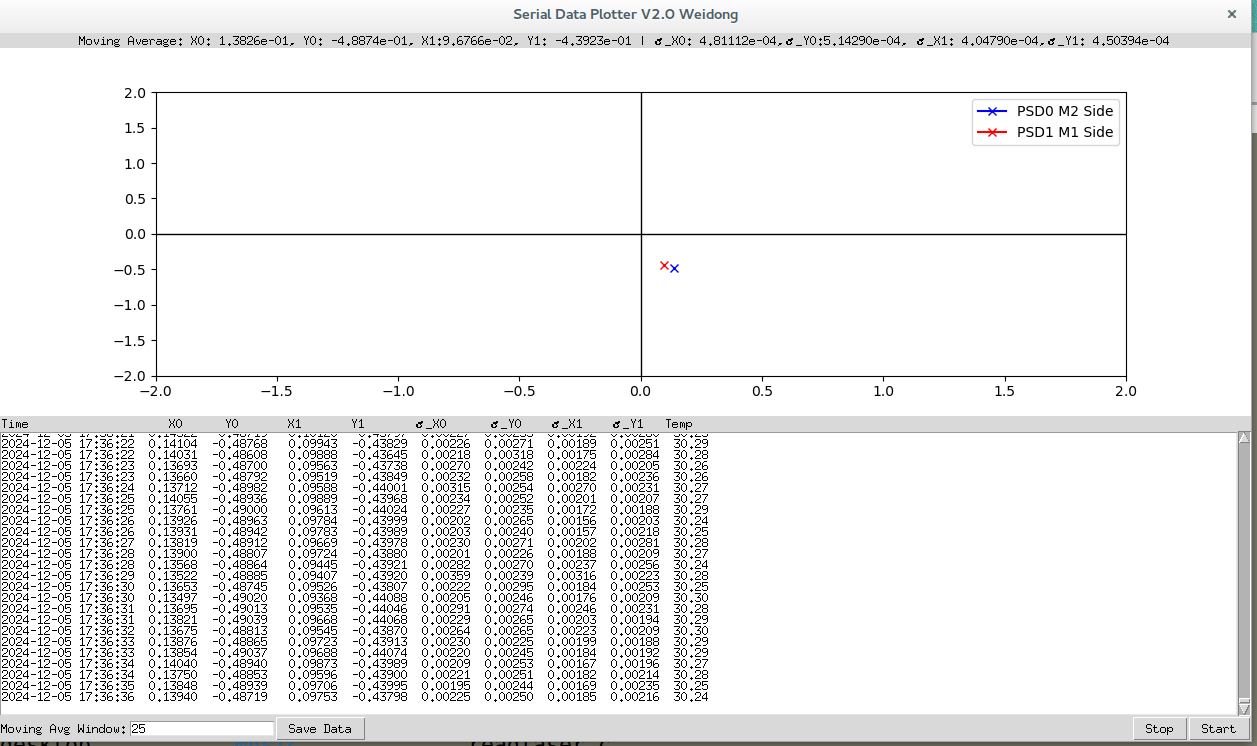 Serial Data Plotter V2.0 Weidong
Moving Average: X0: 1.3826e-01, Y0: -4.8874e-01, X1:9.6766e-02, Y1: -4.3923e-01 | σ_X0: 4.81112e-04,σ_Y0:5.14290e-04, σ_X1: 4.04790e-04,σ_Y1: 4.50394e-04
2.0
1.5
1.0
0.5
0.0
−0.5
−1.0
−1.5
−2.0
PSD0 M2 Side
PSD1 M1 Side
−2.0 −1.5 −1.0 −0.5 0.0 0.5 1.0 1.5 2.0
Time X0 Y0 X1 Y1 σ_X0 σ_Y0 σ_X1 σ_Y1 Temp
2024-12-05 17:36:22 0.14104 -0.48768 0.09943 -0.43829 0.00226 0.00271 0.00189 0.00251 30.29
2024-12-05 17:36:22 0.14031 -0.48608 0.09888 -0.43645 0.00218 0.00318 0.00175 0.00284 30.28
2024-12-05 17:36:23 0.13693 -0.48700 0.09563 -0.43738 0.00270 0.00242 0.00224 0.00205 30.26
2024-12-05 17:36:23 0.13660 -0.48792 0.09519 -0.43849 0.00232 0.00258 0.00182 0.00236 30.26
2024-12-05 17:36:24 0.13712 -0.48982 0.09588 -0.44001 0.00315 0.00254 0.00270 0.00231 30.27
2024-12-05 17:36:25 0.14055 -0.48936 0.09889 -0.43968 0.00234 0.00252 0.00201 0.00207 30.27
2024-12-05 17:36:25 0.13761 -0.49000 0.09613 -0.44024 0.00227 0.00235 0.00172 0.00188 30.29
2024-12-05 17:36:26 0.13926 -0.48963 0.09784 -0.43999 0.00202 0.00265 0.00156 0.00203 30.24
2024-12-05 17:36:26 0.13931 -0.48942 0.09783 -0.43989 0.00203 0.00240 0.00157 0.00218 30.25
2024-12-05 17:36:27 0.13819 -0.48912 0.09669 -0.43978 0.00230 0.00271 0.00202 0.00281 30.28
2024-12-05 17:36:28 0.13900 -0.48807 0.09724 -0.43880 0.00201 0.00226 0.00188 0.00209 30.27
2024-12-05 17:36:28 0.13568 -0.48864 0.09445 -0.43921 0.00282 0.00270 0.00237 0.00256 30.24
2024-12-05 17:36:29 0.13522 -0.48885 0.09407 -0.43920 0.00359 0.00239 0.00316 0.00223 30.28
2024-12-05 17:36:30 0.13653 -0.48745 0.09526 -0.43807 0.00222 0.00295 0.00184 0.00253 30.25
2024-12-05 17:36:30 0.13497 -0.49020 0.09368 -0.44088 0.00205 0.00246 0.00176 0.00209 30.30
2024-12-05 17:36:31 0.13695 -0.49013 0.09535 -0.44046 0.00291 0.00274 0.00246 0.00231 30.28
2024-12-05 17:36:31 0.13821 -0.49039 0.09668 -0.44068 0.00229 0.00265 0.00203 0.00194 30.29
2024-12-05 17:36:32 0.13675 -0.48813 0.09545 -0.43870 0.00264 0.00265 0.00223 0.00209 30.30
2024-12-05 17:36:33 0.13876 -0.48865 0.09723 -0.43913 0.00230 0.00225 0.00199 0.00188 30.29
2024-12-05 17:36:33 0.13854 -0.49037 0.09688 -0.44074 0.00220 0.00245 0.00184 0.00192 30.29
2024-12-05 17:36:34 0.14040 -0.48940 0.09873 -0.43989 0.00209 0.00253 0.00167 0.00196 30.27
2024-12-05 17:36:34 0.13750 -0.48853 0.09596 -0.43900 0.00221 0.00251 0.00182 0.00214 30.28
2024-12-05 17:36:35 0.13848 -0.48939 0.09706 -0.43995 0.00195 0.00244 0.00169 0.00235 30.25
2024-12-05 17:36:36 0.13940 -0.48719 0.09753 -0.43798 0.00225 0.00250 0.00185 0.00216 30.24
Moving Avg Window: 25 Save Data Stop Start